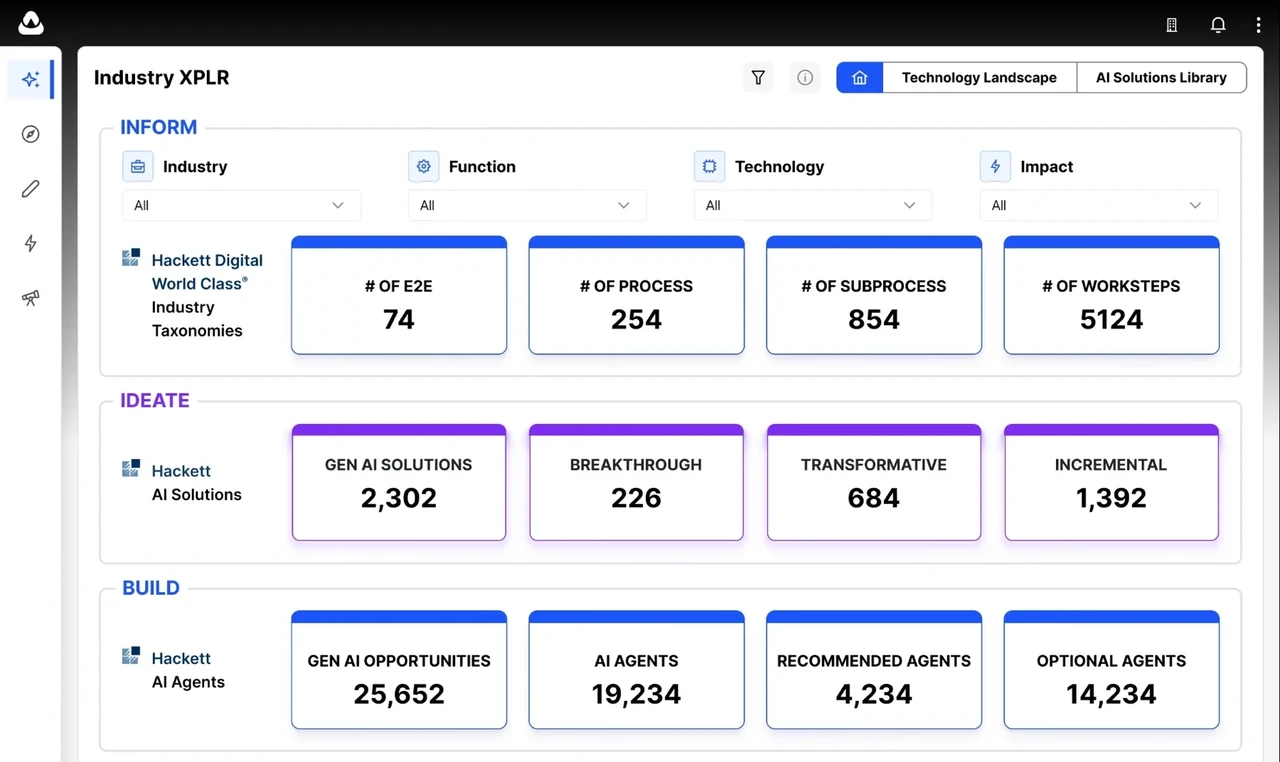 Industry XPLR
Technology Landscape
AI Solutions Library
INFORM
Industry
Function
Technology
Impact
All
All
All
All
Hackett Digital
World Class®
Industry
Taxonomies
# OF E2E
74
# OF PROCESS
254
# OF SUBPROCESS
854
# OF WORKSTEPS
5124
IDEATE
Hackett
AI Solutions
GEN AI SOLUTIONS
2,302
BREAKTHROUGH
226
TRANSFORMATIVE
684
INCREMENTAL
1,392
BUILD
Hackett
AI Agents
GEN AI OPPORTUNITIES
25,652
AI AGENTS
19,234
RECOMMENDED AGENTS
4,234
OPTIONAL AGENTS
14,234